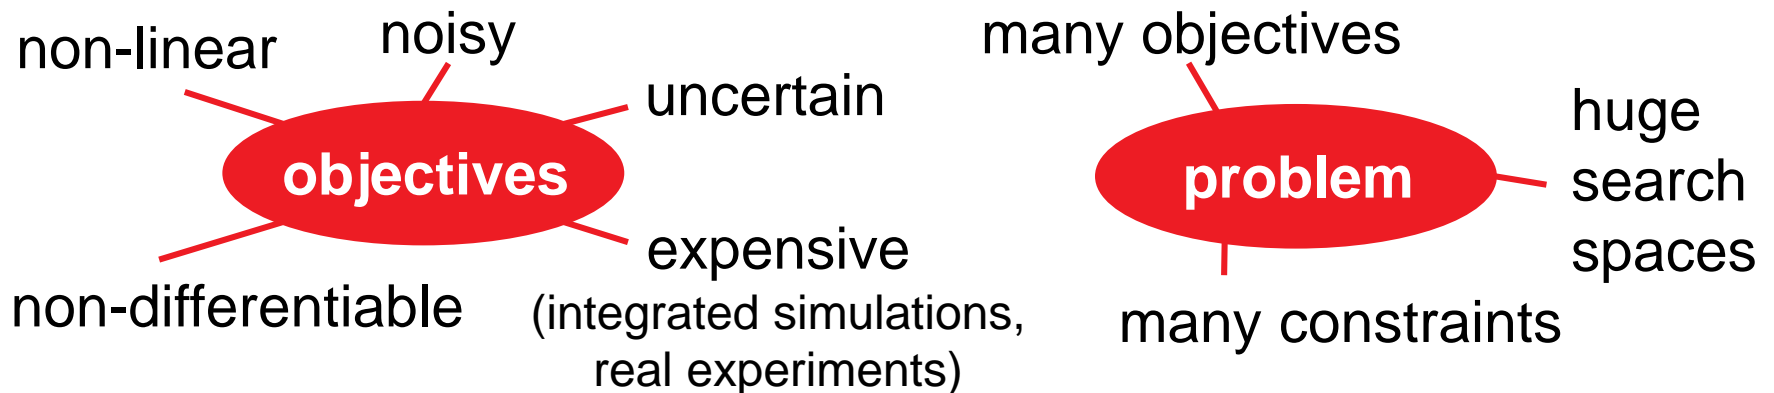 non-linear
noisy
uncertain
objectives
non-differentiable
expensive
(integrated simulations,
real experiments)
many objectives
problem
huge
search
spaces
many constraints